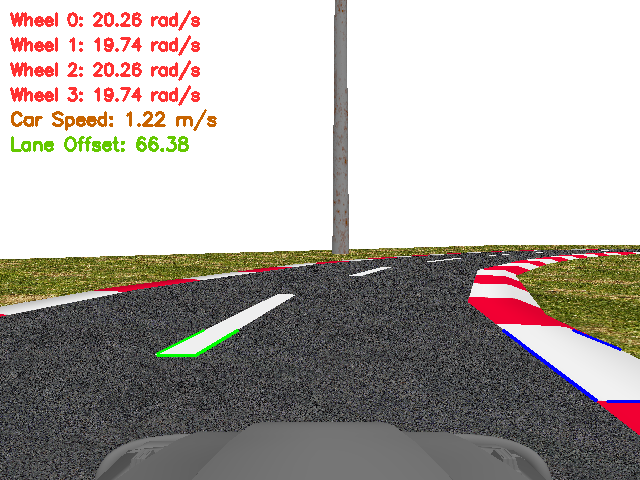 Wheel 0: 20.26 rad/s
Wheel 1: 19.74 rad/s
Wheel 2: 20.26 rad/s
Wheel 3: 19.74 rad/s
Car Speed: 1.22 m/s
Lane Offset: 66.38